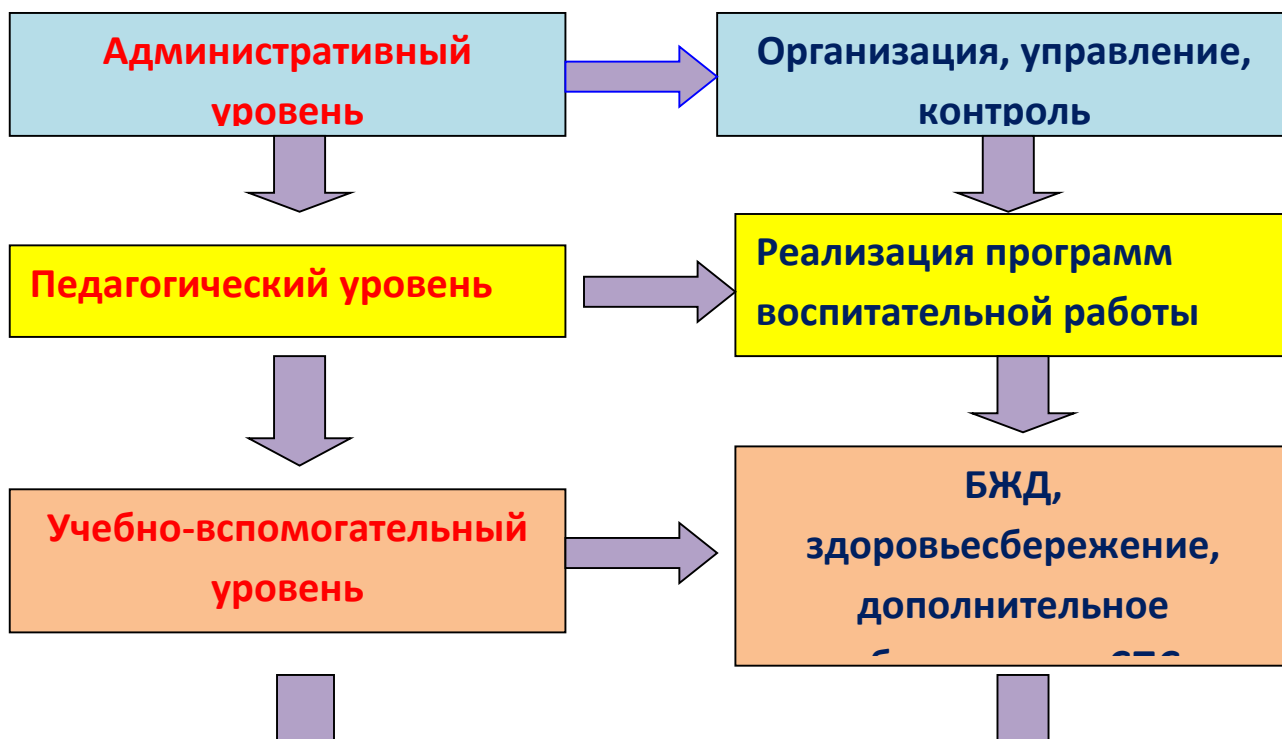 Административный
уровень
Организация, управление,
контроль
Педагогический уровень
Реализация программ
воспитательной работы
Учебно-вспомогательный
уровень
БЖД,
здоровьесбережение,
дополнительное